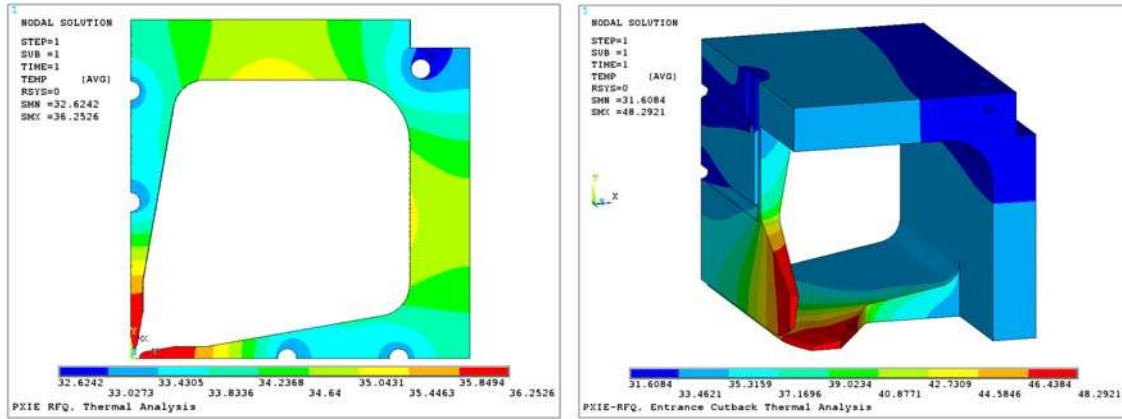 1
NODAL SOLUTION
STEP=1
SUB =1
TIME=1
TEMP (AVG)
RSYS=0
SMN =32.6242
SMX =36.2526
Y
X
32.6242 33.4305 34.2368 35.0431 35.8494
33.0273 33.8336 34.64 35.4463 36.2526
PXIE RFQ, Thermal Analysis
1
NODAL SOLUTION
STEP=1
SUB =1
TIME=1
TEMP (AVG)
RSYS=0
SMN =31.6084
SMX =48.2921
Y
X
31.6084 35.3159 39.0234 42.7309 46.4384
33.4621 37.1696 40.8771 44.5846 48.2921
PXIE-RFQ, Entrance Cutback Thermal Analysis